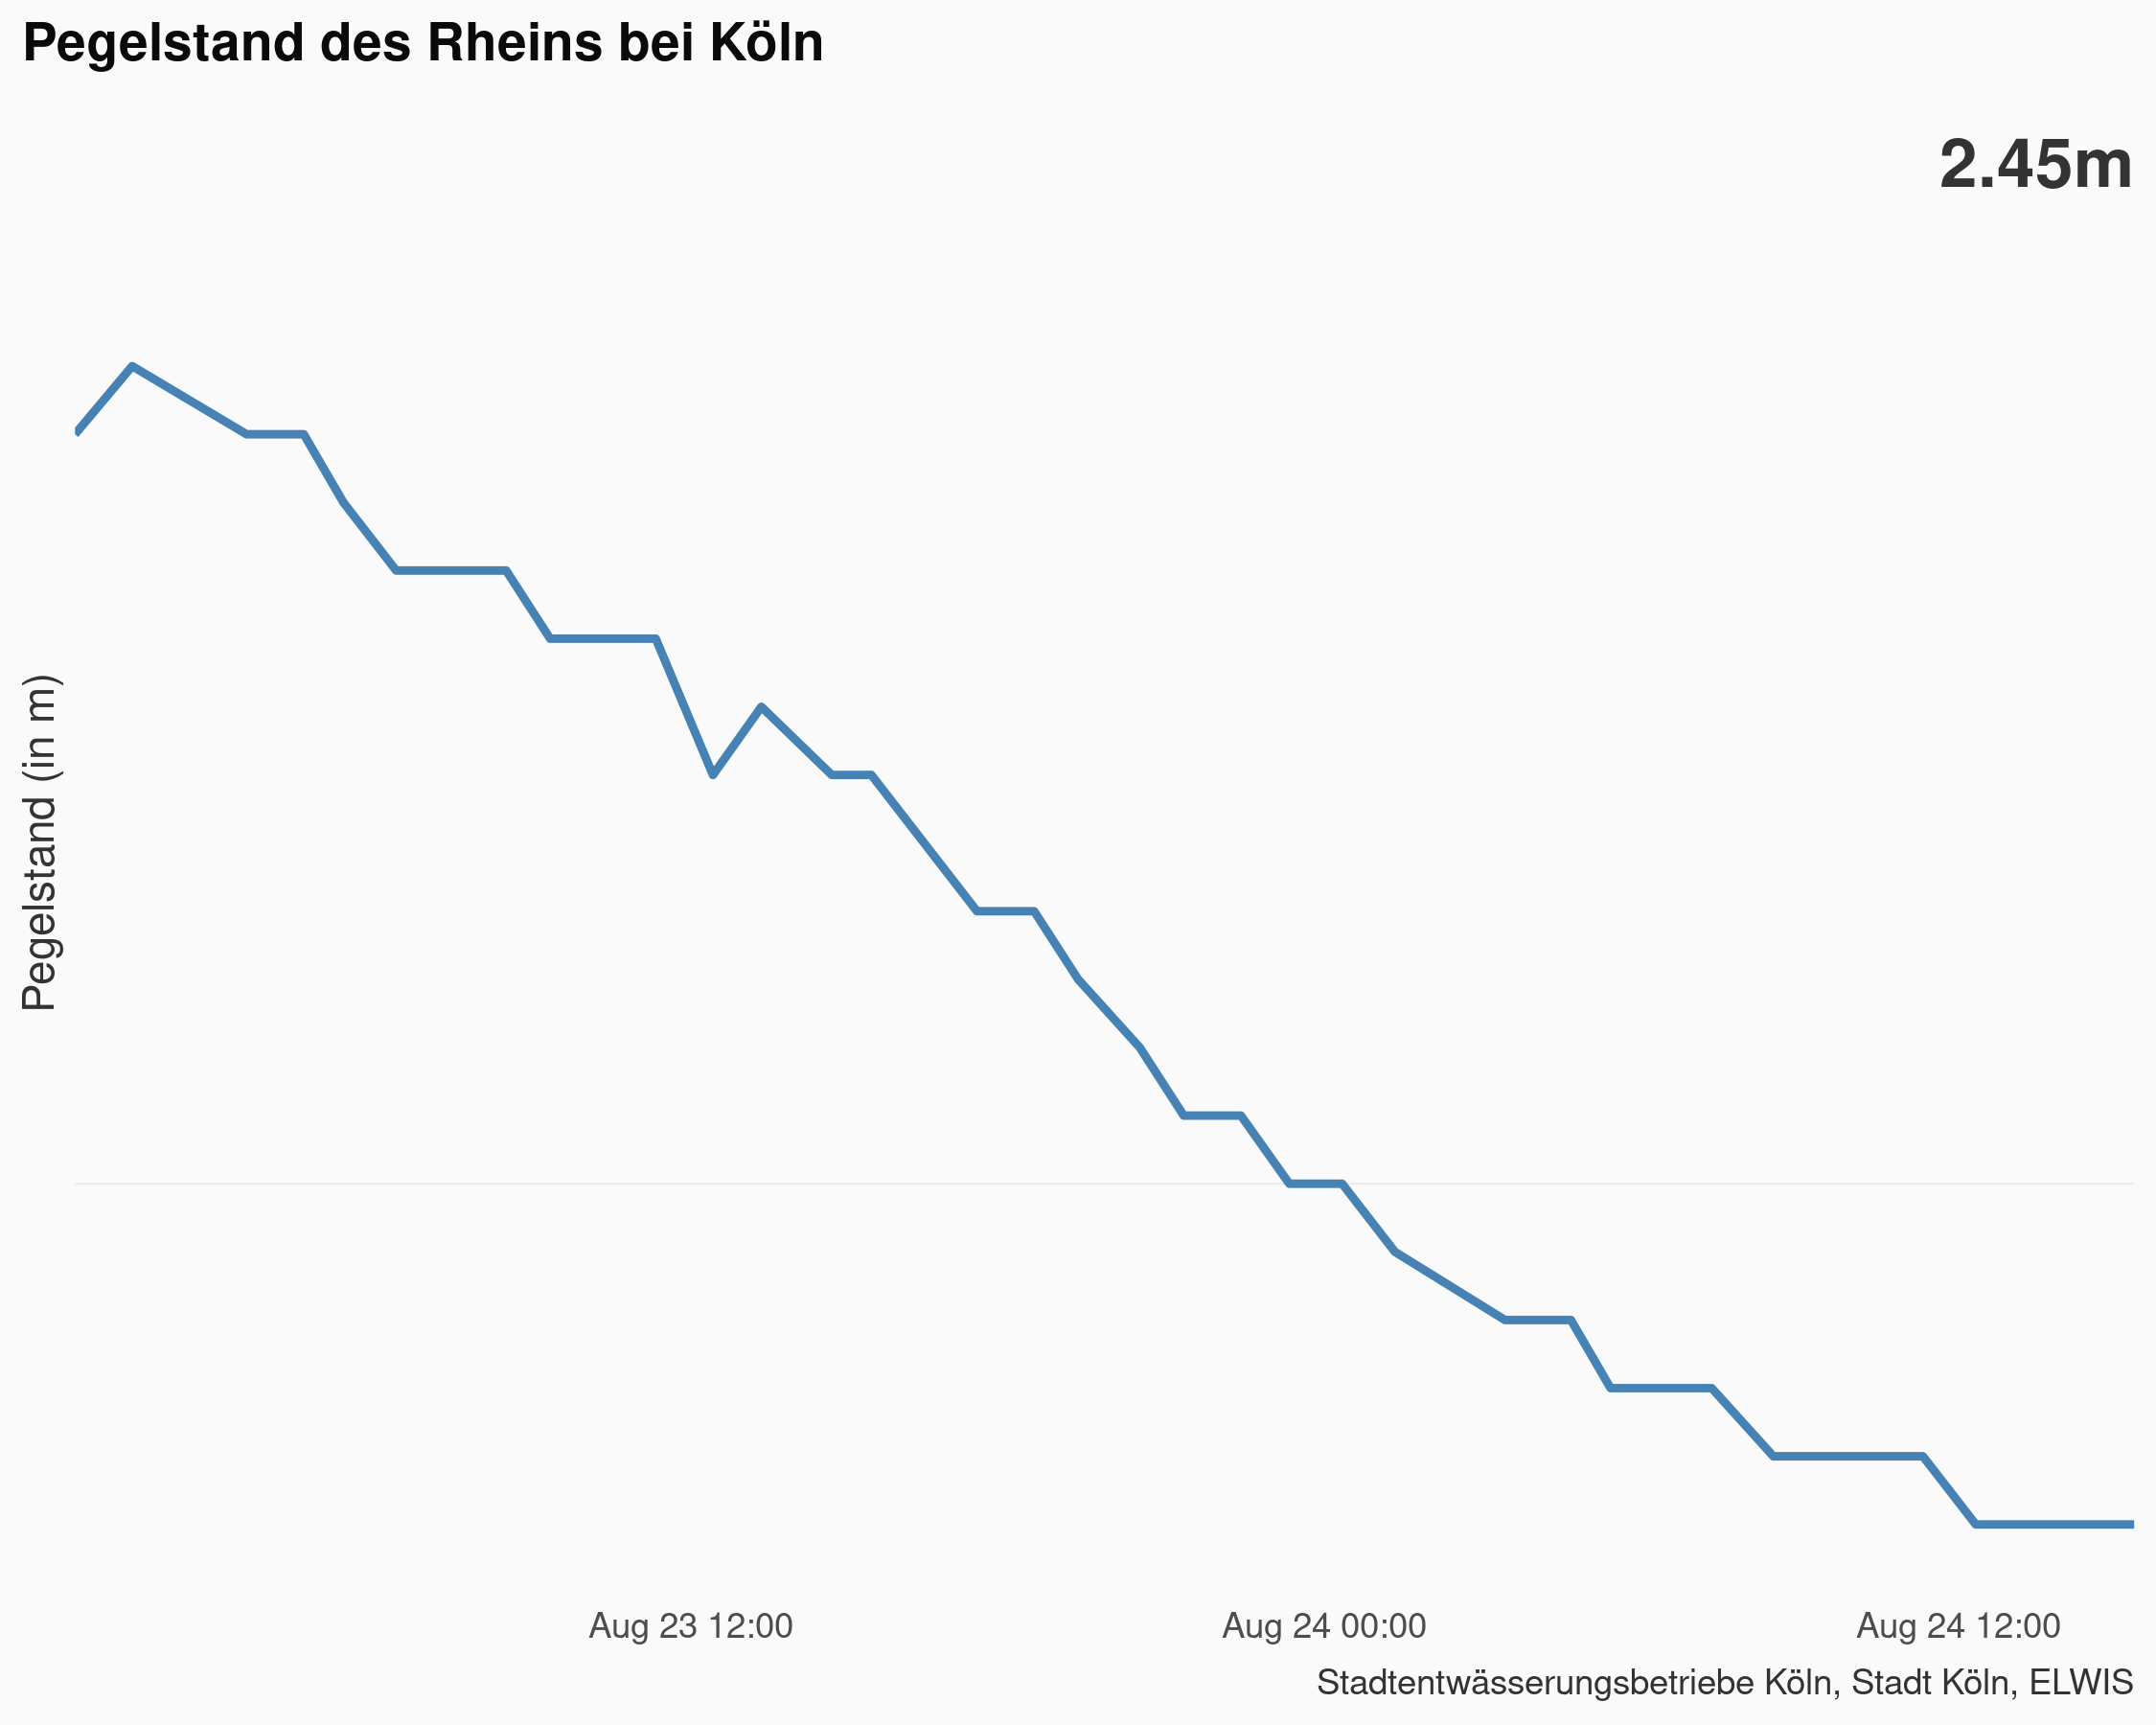 Pegelstand des Rheins bei Köln
2.45m
Pegelstand (in m)
Aug 23 12:00
Aug 24 00:00
Aug 24 12:00
Stadtentwässerungsbetriebe Köln, Stadt Köln, ELWIS